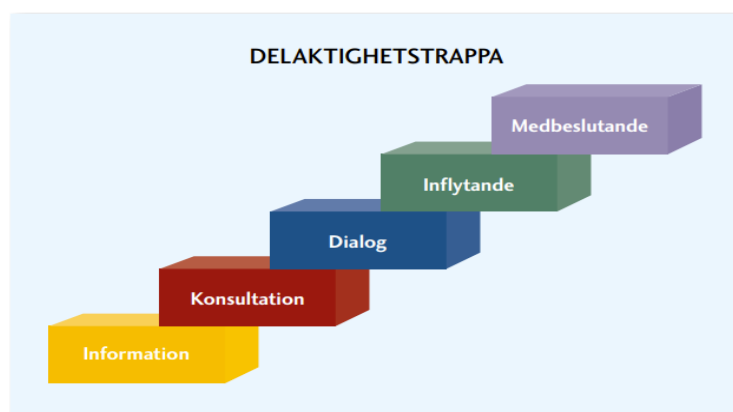 DELAKTIGHETSTRAPPA
Medbeslutande
Inflytande
Dialog
Konsultation
Information